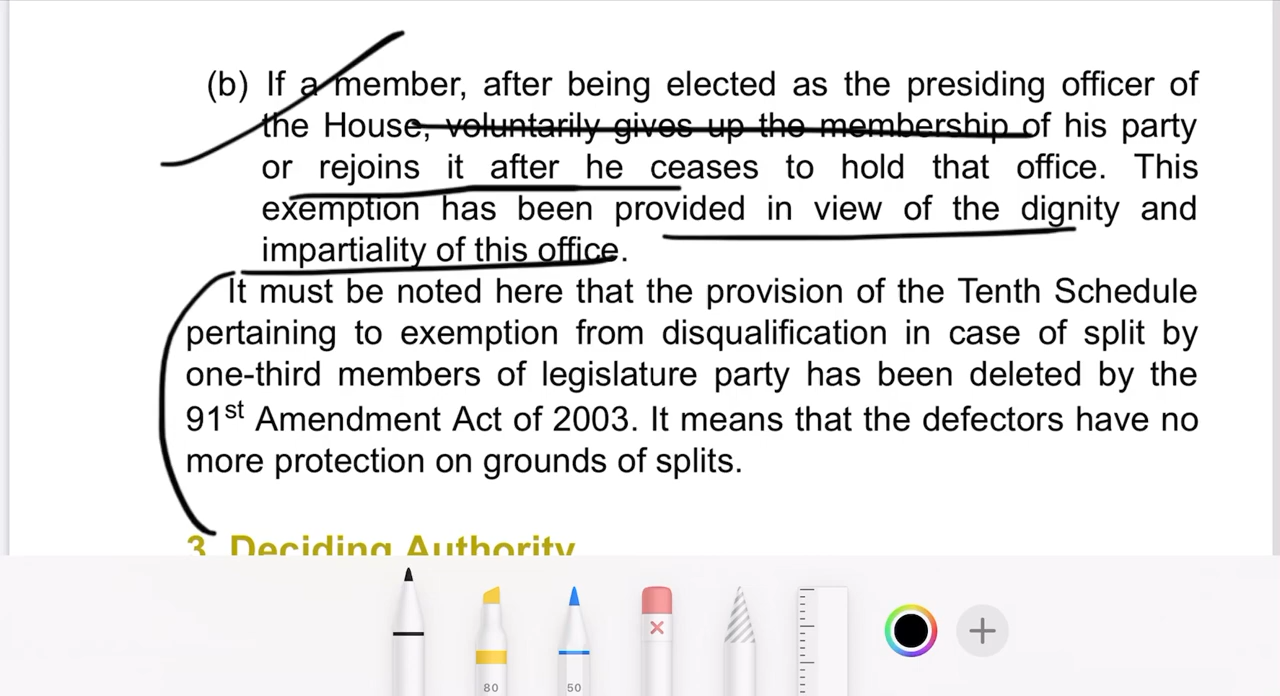 (b) If a member, after being elected as the presiding officer of
the House, voluntarily gives up the membership of his party
or rejoins it after he ceases to hold that office. This
exemption has been provided in view of the dignity and
impartiality of this office.
It must be noted here that the provision of the Tenth Schedule
pertaining to exemption from disqualification in case of split by
one-third members of legislature party has been deleted by the
91st Amendment Act of 2003. It means that the defectors have no
more protection on grounds of splits.
3. Deciding Authority
80 50